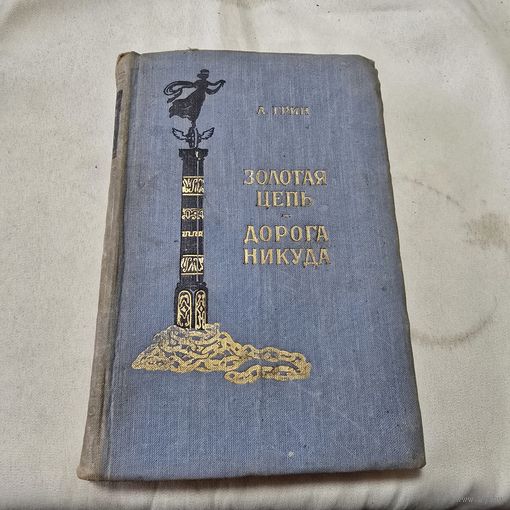 А. ГРИН
ЗОЛОТАЯ
ЦЕПЬ
–
ДОРОГА
НИКУДА